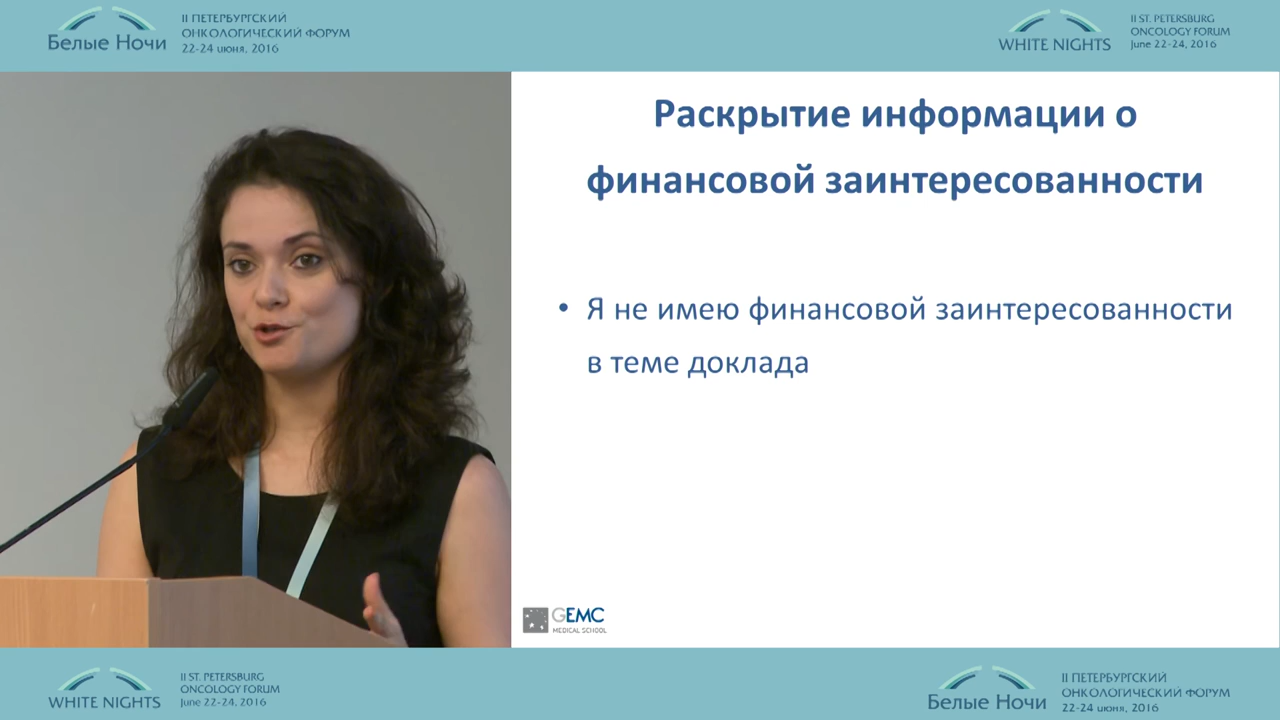 Белые Ночи
II ПЕТЕРБУРГСКИЙ
ОНКОЛОГИЧЕСКИЙ ФОРУМ
22-24 июня, 2016
WHITE NIGHTS
II ST. PETERSBURG
ONCOLOGY FORUM
June 22-24, 2016
Раскрытие информации о
финансовой заинтересованности
• Я не имею финансовой заинтересованности
в теме доклада
GEMC
MEDICAL SCHOOL
WHITE NIGHTS
II ST. PETERSBURG
ONCOLOGY FORUM
June 22-24, 2016
Белые Ночи
II ПЕТЕРБУРГСКИЙ
ОНКОЛОГИЧЕСКИЙ ФОРУМ
22-24 июня, 2016